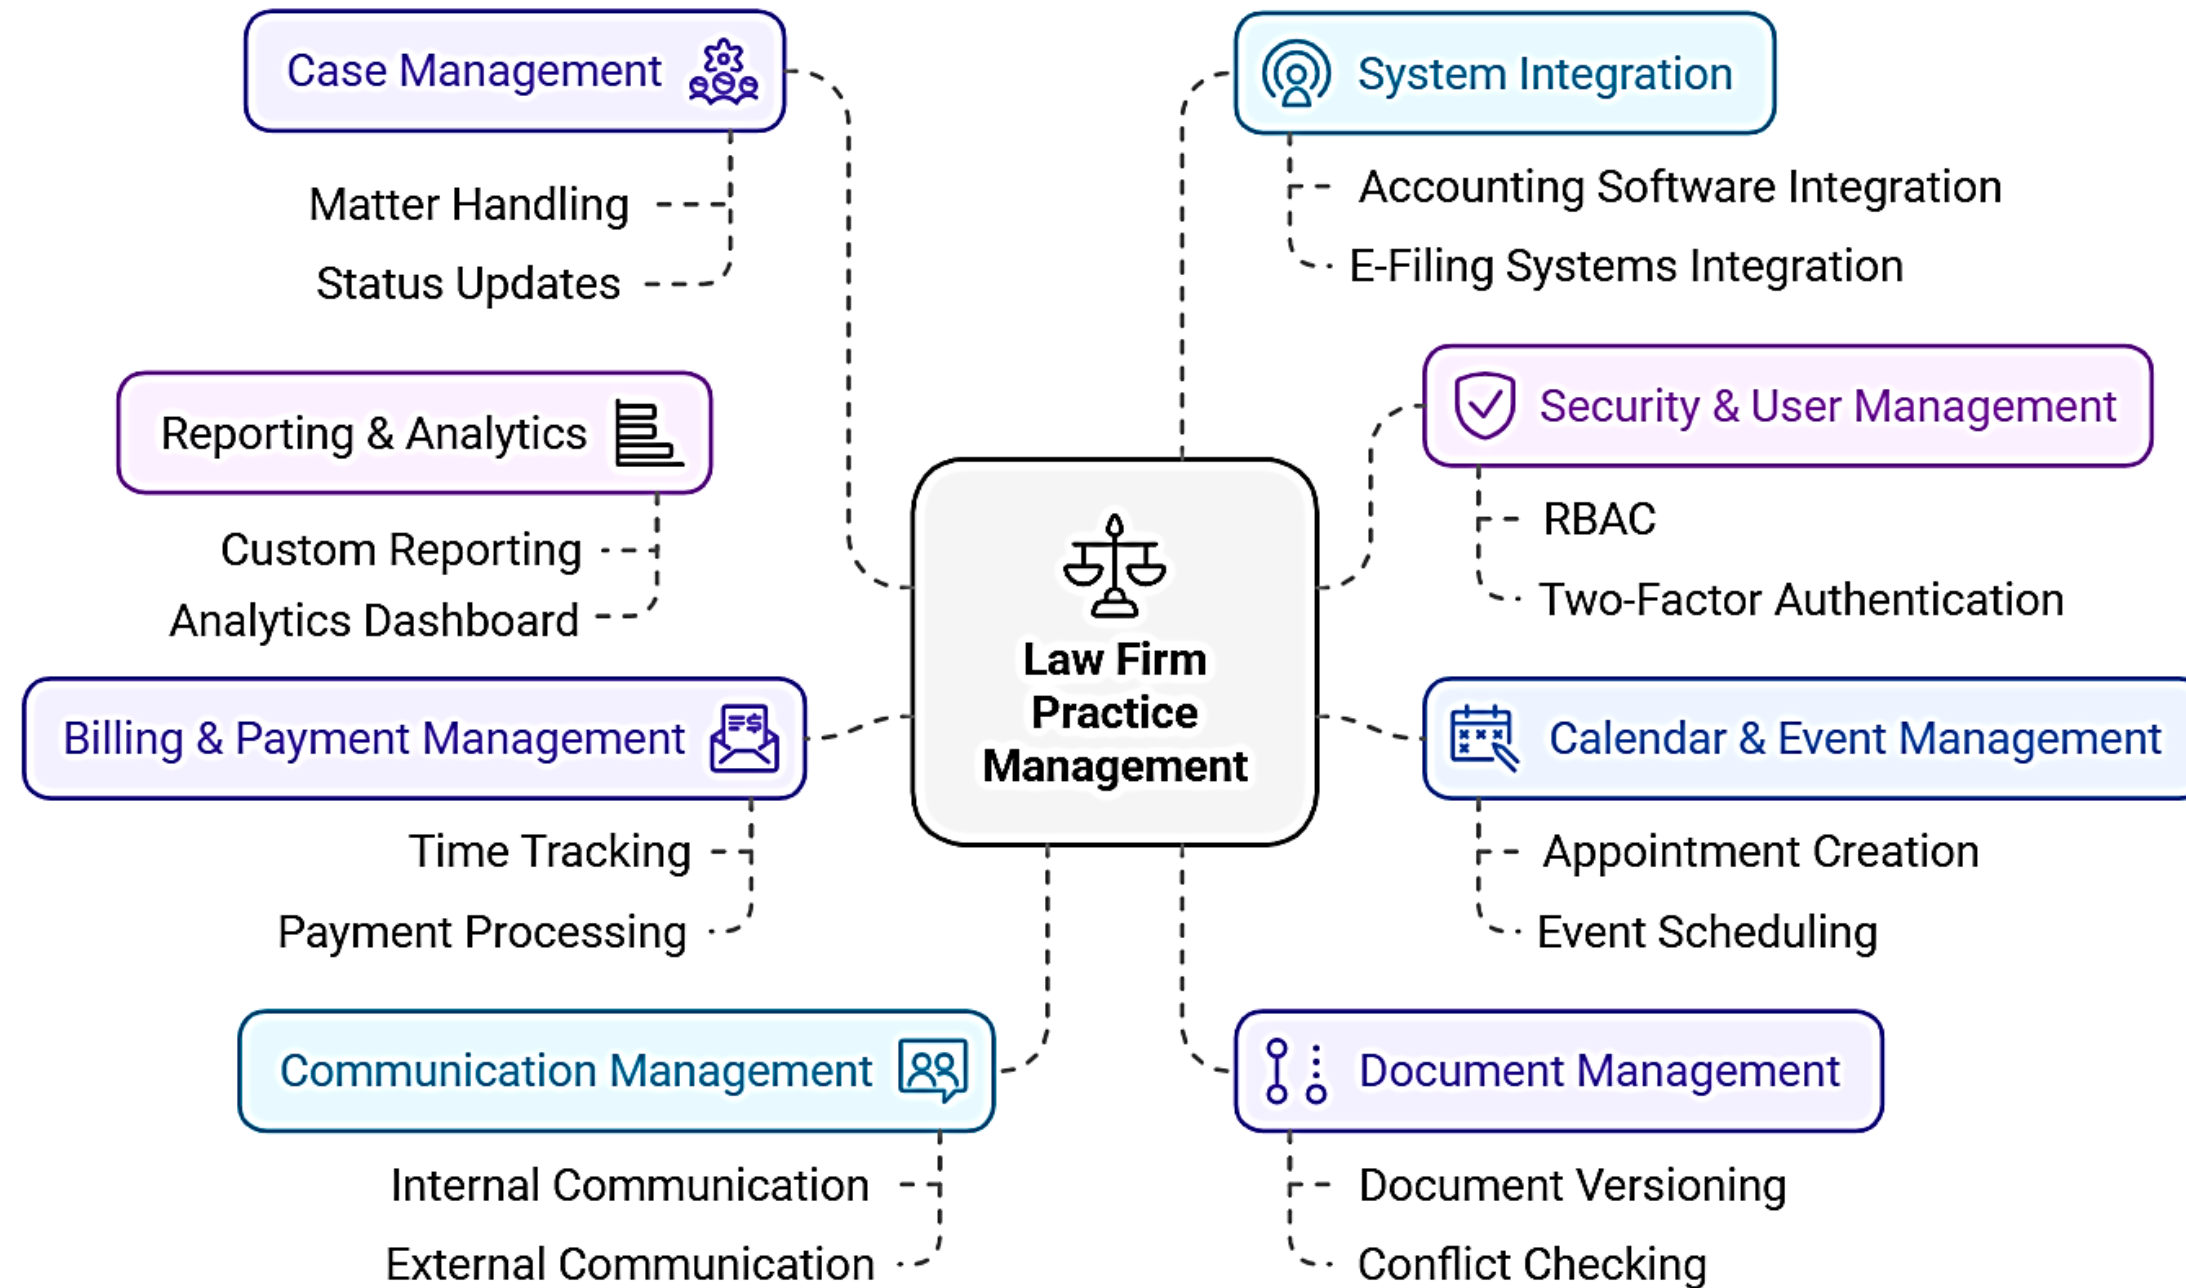 Case Management
Matter Handling
Status Updates
Reporting & Analytics
Custom Reporting
Analytics Dashboard
Billing & Payment Management
Time Tracking
Payment Processing
Communication Management
Internal Communication
External Communication
Law Firm
Practice
Management
System Integration
Accounting Software Integration
E-Filing Systems Integration
Security & User Management
RBAC
Two-Factor Authentication
Calendar & Event Management
Appointment Creation
Event Scheduling
Document Management
Document Versioning
Conflict Checking